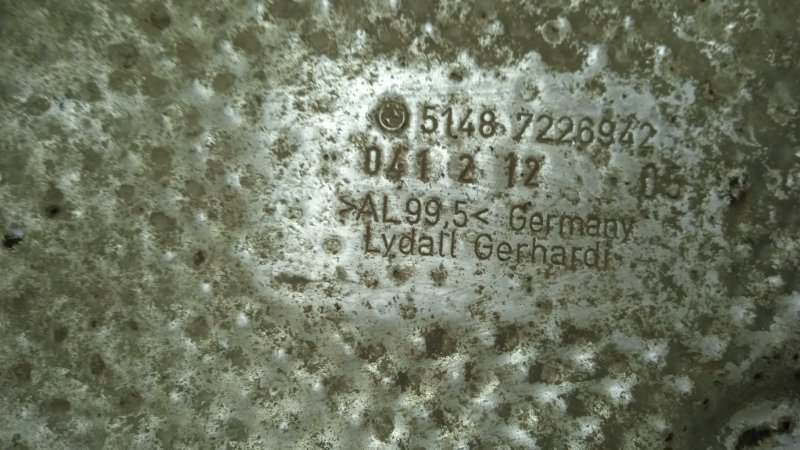 5148 7226942
041 2 12 05
>AL99,5< Germany
Lydall Gerhardi